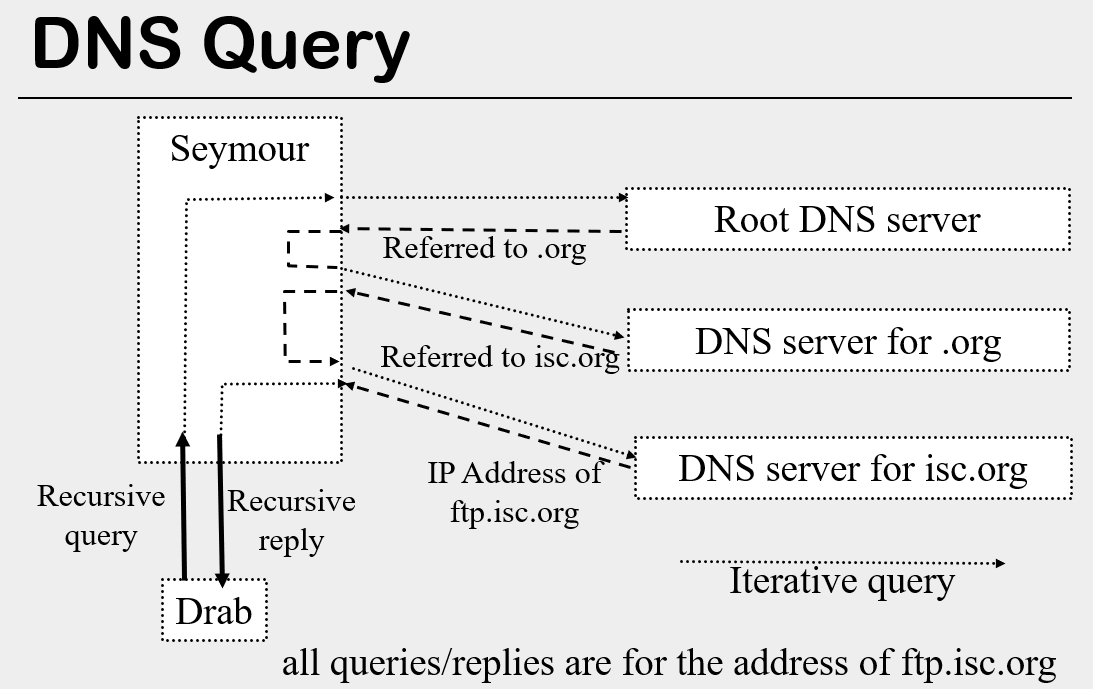 DNS Query
Seymour
Root DNS server
Referred to .org
DNS server for .org
Referred to isc.org
DNS server for isc.org
IP Address of
ftp.isc.org
Recursive
query
Recursive
reply
Iterative query
Drab
all queries/replies are for the address of ftp.isc.org